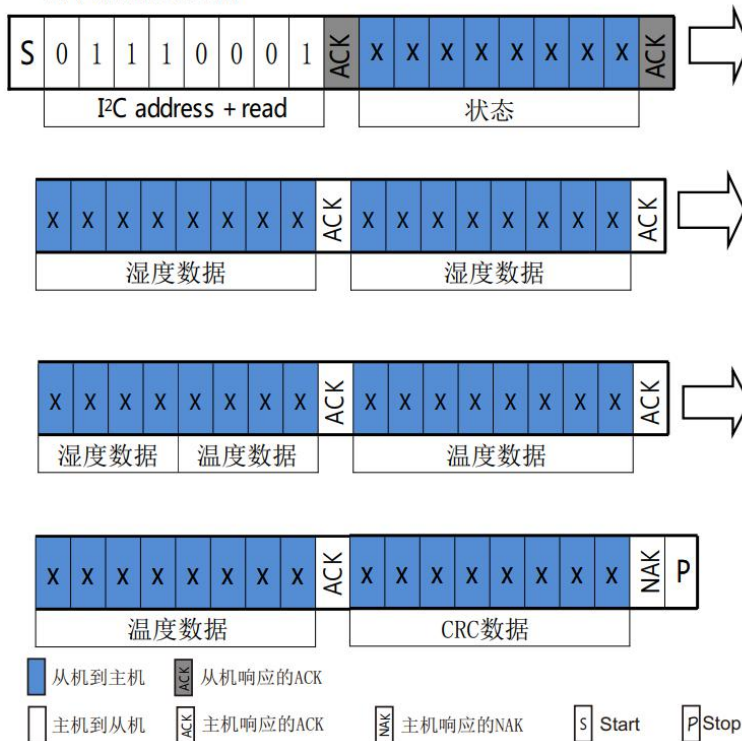 S 0 1 1 1 0 0 0 1 ACK X X X X X X X X ACK
I²C address + read 状态
X X X X X X X X ACK X X X X X X X X ACK
湿度数据 湿度数据
X X X X X X X X ACK X X X X X X X X ACK
湿度数据 温度数据 温度数据
X X X X X X X X ACK X X X X X X X X NAK P
温度数据 CRC数据
从机到主机 ACK 从机响应的ACK
主机到从机 ACK 主机响应的ACK NAK 主机响应的NAK S Start P Stop